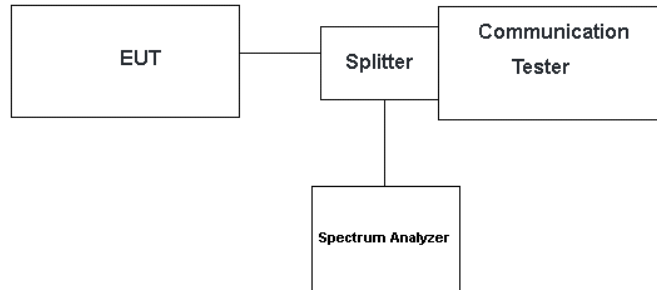 EUT
Splitter
Communication
Tester
Spectrum Analyzer